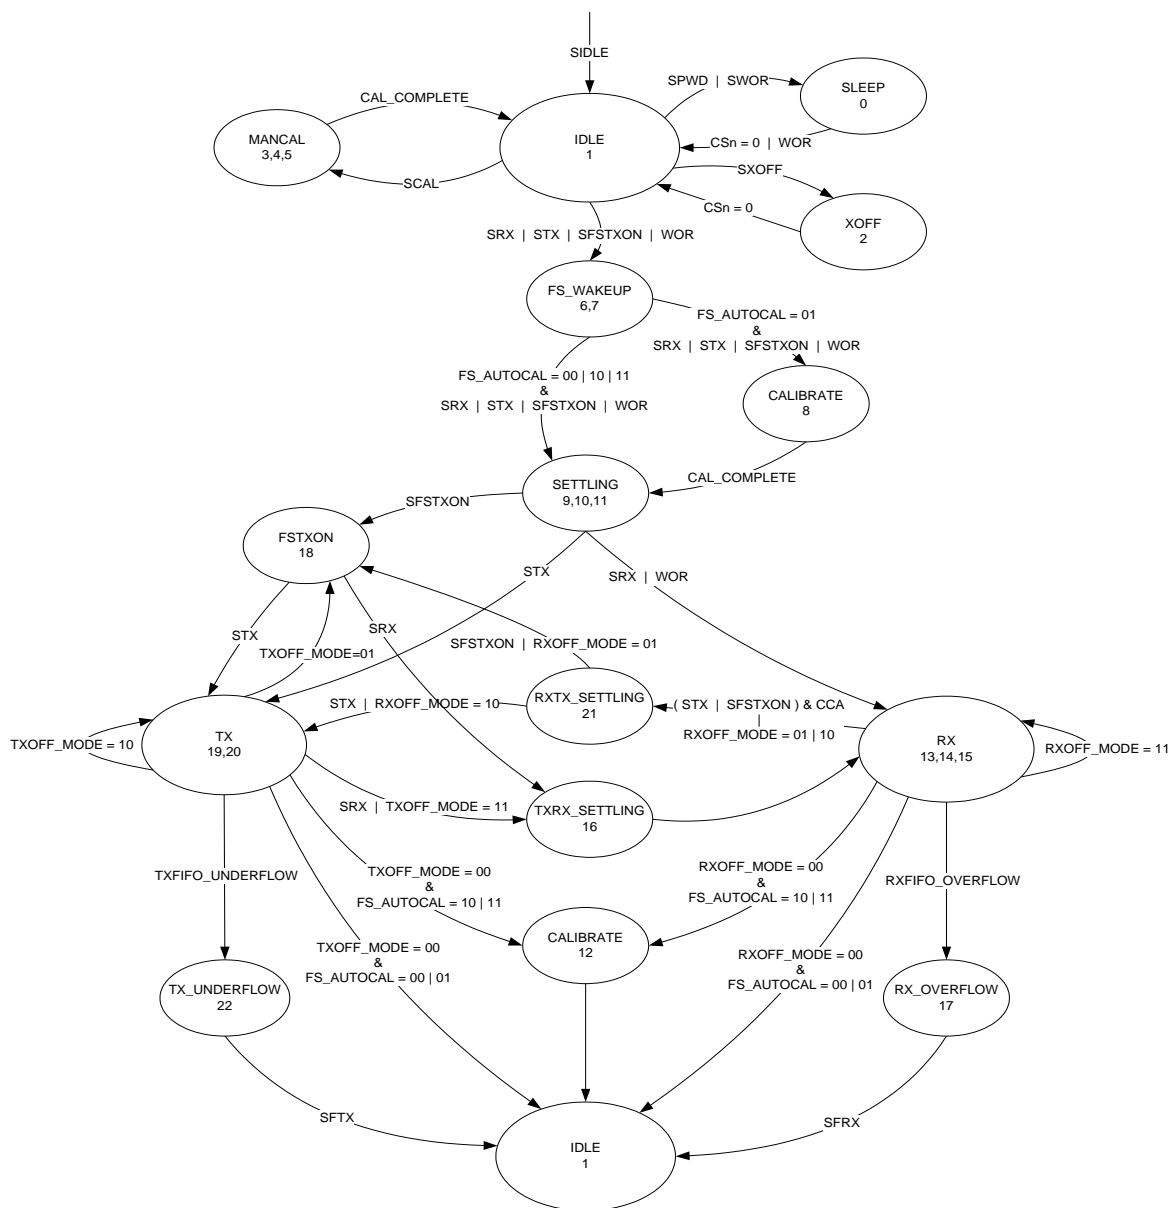 SIDLE
SPWD | SWOR
SLEEP
0
CAL_COMPLETE
IDLE
1
MANCAL
3,4,5
CSn = 0 | WOR
SXOFF
SCAL
CSn = 0
XOFF
2
SRX | STX | SFSTXON | WOR
FS_WAKEUP
6,7
FS_AUTOCAL = 01
&
SRX | STX | SFSTXON | WOR
FS_AUTOCAL = 00 | 10 | 11
&
SRX | STX | SFSTXON | WOR
CALIBRATE
8
CAL_COMPLETE
SETTLING
9,10,11
SFSTXON
FSTXON
18
STX
SRX | WOR
STX
SRX
TXOFF_MODE=01
SFSTXON | RXOFF_MODE = 01
RXTX_SETTLING
21
STX | RXOFF_MODE = 10
( STX | SFSTXON ) & CCA
|
RXOFF_MODE = 01 | 10
TXOFF_MODE = 10
TX
19,20
RX
13,14,15
RXOFF_MODE = 11
SRX | TXOFF_MODE = 11
TXRX_SETTLING
16
TXFIFO_UNDERFLOW
TXOFF_MODE = 00
&
FS_AUTOCAL = 10 | 11
RXOFF_MODE = 00
&
FS_AUTOCAL = 10 | 11
RXFIFO_OVERFLOW
CALIBRATE
12
TXOFF_MODE = 00
&
FS_AUTOCAL = 00 | 01
RXOFF_MODE = 00
&
FS_AUTOCAL = 00 | 01
TX_UNDERFLOW
22
RX_OVERFLOW
17
SFTX
SFRX
IDLE
1